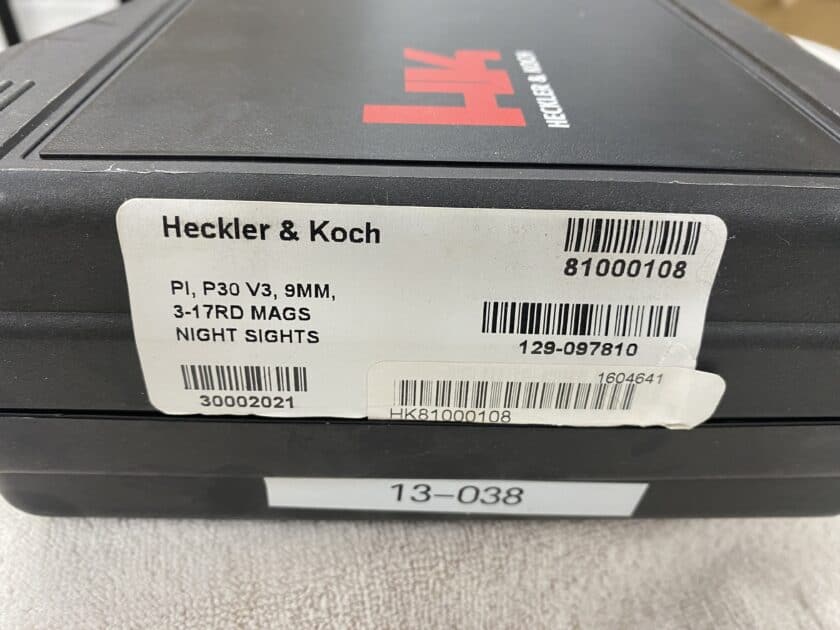 HK
HECKLER & KOCH
Heckler & Koch
81000108
PI, P30 V3, 9MM,
3-17RD MAGS
NIGHT SIGHTS
129-097810
30002021
1604641
HK81000108
13-038